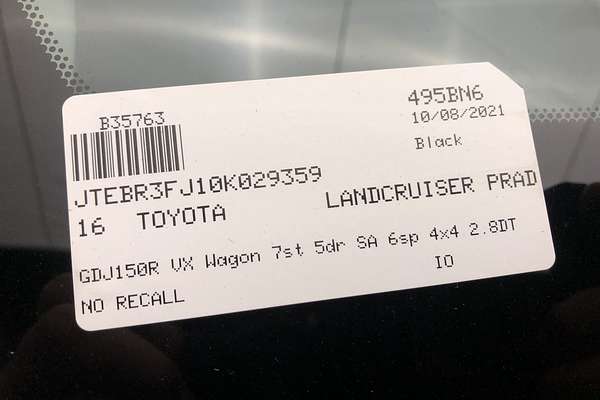 B35763 495BN6
10/08/2021
Black
JTEBR3FJ10K029359
16 TOYOTA LANDCRUISER PRAD
GDJ150R VX Wagon 7st 5dr SA 6sp 4x4 2.8DT
NO RECALL IO